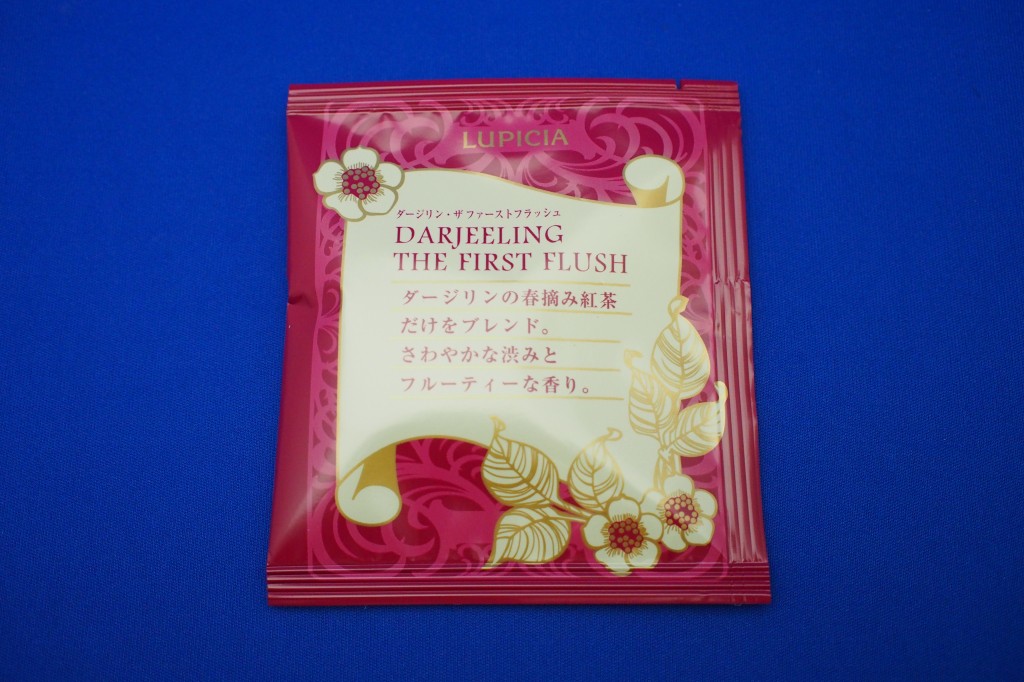 LUPICIA
ダージリン・ザ ファーストフラッシュ
DARJEELING
THE FIRST FLUSH
ダージリンの春摘み紅茶
だけをブレンド。
さわやかな渋みと
フルーティーな香り。